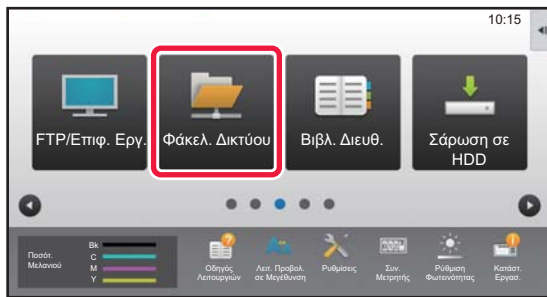 10:15
FTP/Επιφ. Εργ.
Φάκελ. Δικτύου
Βιβλ. Διευθ.
Σάρωση σε
HDD
Ποσότ.
Μελανιού
Bk
C
M
Y
Οδηγός
Λειτουργιών
Λειτ. Προβολ.
σε Μεγέθυνση
Ρυθμίσεις
Συν.
Μετρητής
Ρύθμιση
Φωτεινότητας
Κατάστ.
Εργασ.